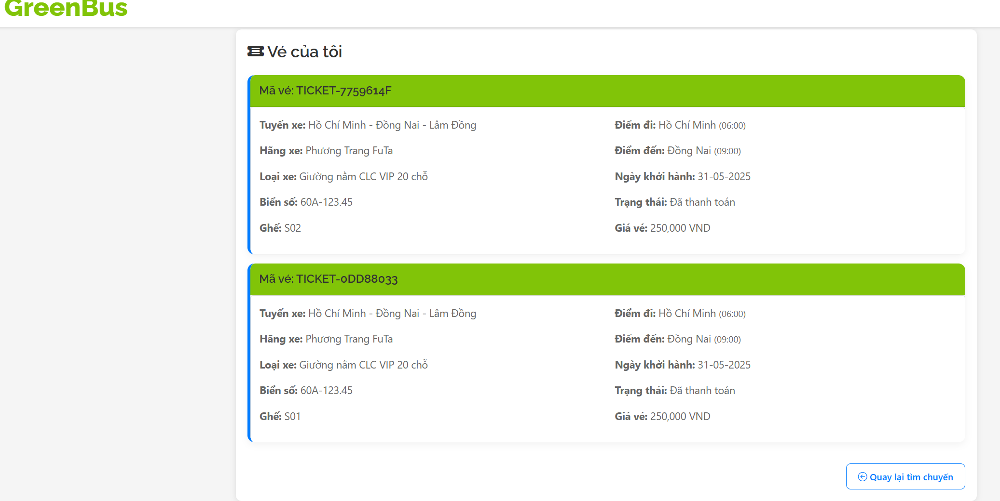 GreenBus
Vé của tôi
Mã vé: TICKET-7759614F
Tuyến xe: Hồ Chí Minh - Đồng Nai - Lâm Đồng
Điểm đi: Hồ Chí Minh (06:00)
Hãng xe: Phương Trang FuTa
Điểm đến: Đồng Nai (09:00)
Loại xe: Giường nằm CLC VIP 20 chỗ
Ngày khởi hành: 31-05-2025
Biển số: 60A-123.45
Trạng thái: Đã thanh toán
Ghế: S02
Giá vé: 250,000 VND
Mã vé: TICKET-0DD88033
Tuyến xe: Hồ Chí Minh - Đồng Nai - Lâm Đồng
Điểm đi: Hồ Chí Minh (06:00)
Hãng xe: Phương Trang FuTa
Điểm đến: Đồng Nai (09:00)
Loại xe: Giường nằm CLC VIP 20 chỗ
Ngày khởi hành: 31-05-2025
Biển số: 60A-123.45
Trạng thái: Đã thanh toán
Ghế: S01
Giá vé: 250,000 VND
Quay lại tìm chuyến